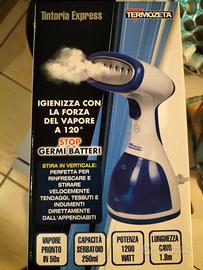 Tintoria Express
TERMOZETA
IGIENIZZA CON
LA FORZA
DEL VAPORE
A 120°
STOP
GERMI BATTERI
STIRA IN VERTICALE:
PERFETTA PER
RINFRESCARE E
STIRARE VELOCEMENTE
TENDAGGI, TESSUTI E
INDUMENTI
DIRETTAMENTE
DALL'APPENDIABITI
VAPORE
PRONTO
IN 50s
CAPACITÀ
SERBATOIO
250ml
POTENZA
1200
WATT
LUNGHEZZA
CAVO
1.8m